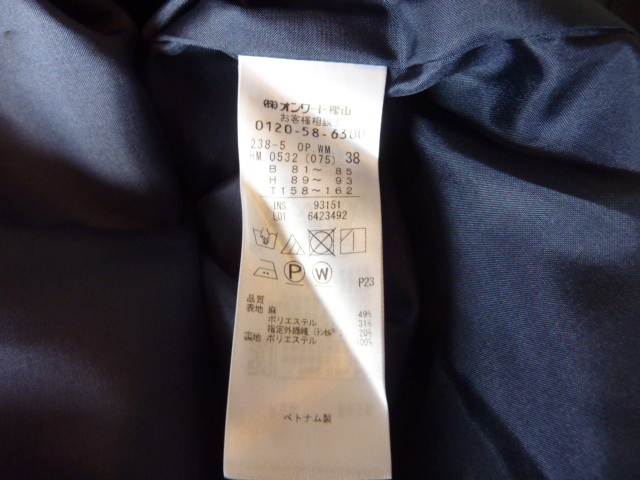 ㈱オンワード樫山
お客様相談
0120-58-6300
238-5 OP.WM.
HM 0532 (075) 38
B 81～ 85
H 89～ 93
T158～162
INS. 93151
LOT 6423492
P W P23
品質
表地 麻 49%
ポリエステル 31%
指定外繊維 (テンセル) 20%
裏地 ポリエステル 100%
ベトナム製